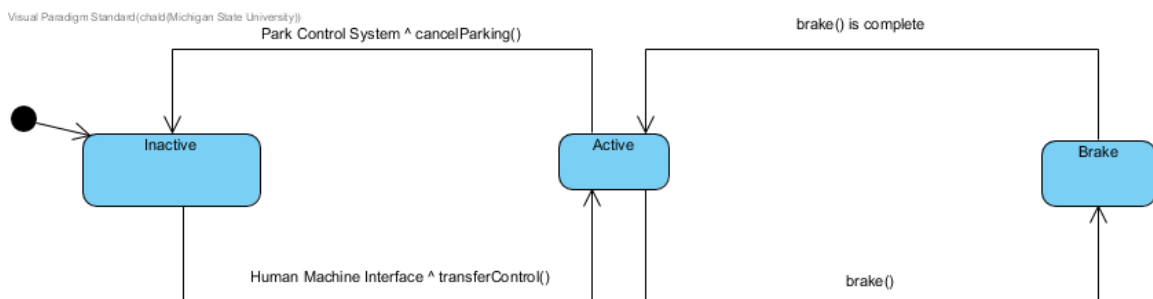 Visual Paradigm Standard(chald(Michigan State University))
Park Control System ^ cancelParking()
brake() is complete
Inactive
Active
Brake
Human Machine Interface ^ transferControl()
brake()